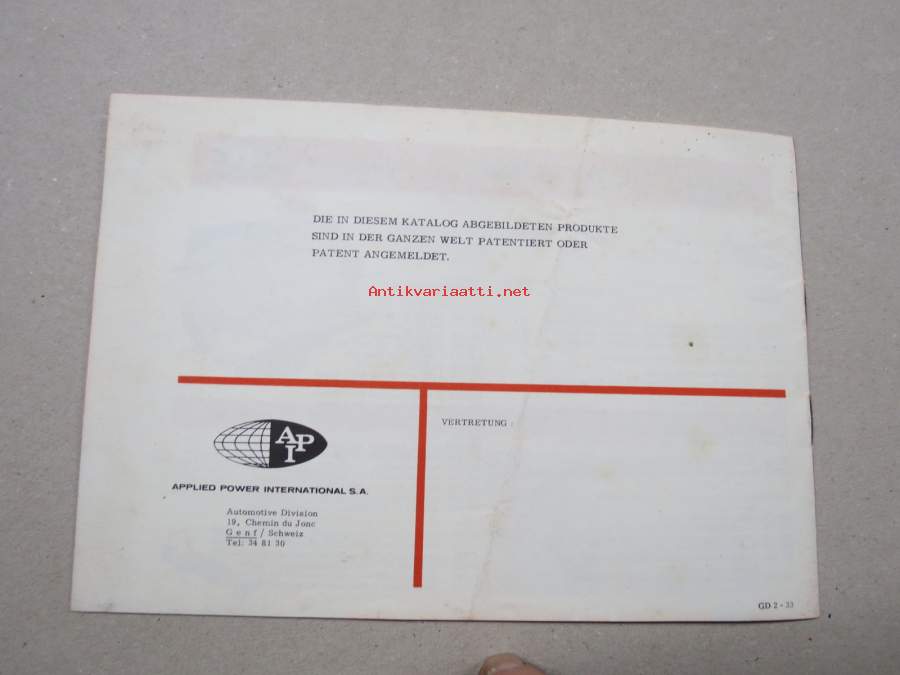 DIE IN DIESEM KATALOG ABGEBILDETEN PRODUKTE
SIND IN DER GANZEN WELT PATENTIERT ODER
PATENT ANGEMELDET.
Antikvariaatti.net
API
APPLIED POWER INTERNATIONAL S.A.
Automotive Division
19, Chemin du Jonc
Genf / Schweiz
Tel: 34 81 30
VERTRETUNG :
GD 2 - 33